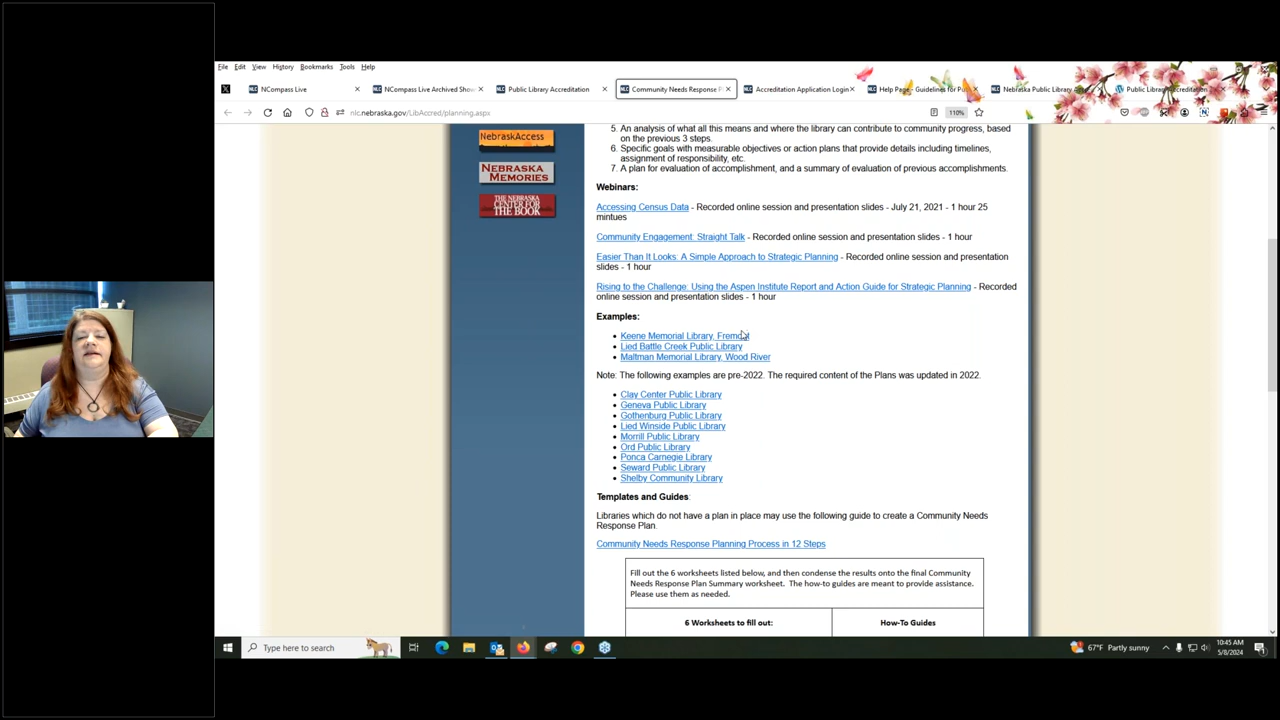 File Edit View History Bookmarks Tools Help
NCompass Live
NCompass Live Archived Show
Public Library Accreditation
Community Needs Response P
Accreditation Application Login
Help Page - Guidelines for Pu
Nebraska Public Library
Public Library Accreditation
nlc.nebraska.gov/LibAccred/planning.aspx
110%
NebraskAccess
NEBRASKA
MEMORIES
THE NEBRASKA
CENTER FOR
THE BOOK
5. An analysis of what all this means and where the library can contribute to community progress, based
on the previous 3 steps.
6. Specific goals with measurable objectives or action plans that provide details including timelines,
assignment of responsibility, etc.
7. A plan for evaluation of accomplishment, and a summary of evaluation of previous accomplishments.
Webinars:
Accessing Census Data - Recorded online session and presentation slides - July 21, 2021 - 1 hour 25
mintues
Community Engagement: Straight Talk - Recorded online session and presentation slides - 1 hour
Easier Than It Looks: A Simple Approach to Strategic Planning - Recorded online session and presentation
slides - 1 hour
Rising to the Challenge: Using the Aspen Institute Report and Action Guide for Strategic Planning - Recorded
online session and presentation slides - 1 hour
Examples:
Keene Memorial Library, Fremont
Lied Battle Creek Public Library
Maltman Memorial Library, Wood River
Note: The following examples are pre-2022. The required content of the Plans was updated in 2022.
Clay Center Public Library
Geneva Public Library
Gothenburg Public Library
Lied Winside Public Library
Morrill Public Library
Ord Public Library
Ponca Carnegie Library
Seward Public Library
Shelby Community Library
Templates and Guides:
Libraries which do not have a plan in place may use the following guide to create a Community Needs
Response Plan.
Community Needs Response Planning Process in 12 Steps
Fill out the 6 worksheets listed below, and then condense the results onto the final Community
Needs Response Plan Summary worksheet. The how-to guides are meant to provide assistance.
Please use them as needed.
6 Worksheets to fill out:
How-To Guides
Type here to search
67°F Partly sunny
10:45 AM
5/8/2024